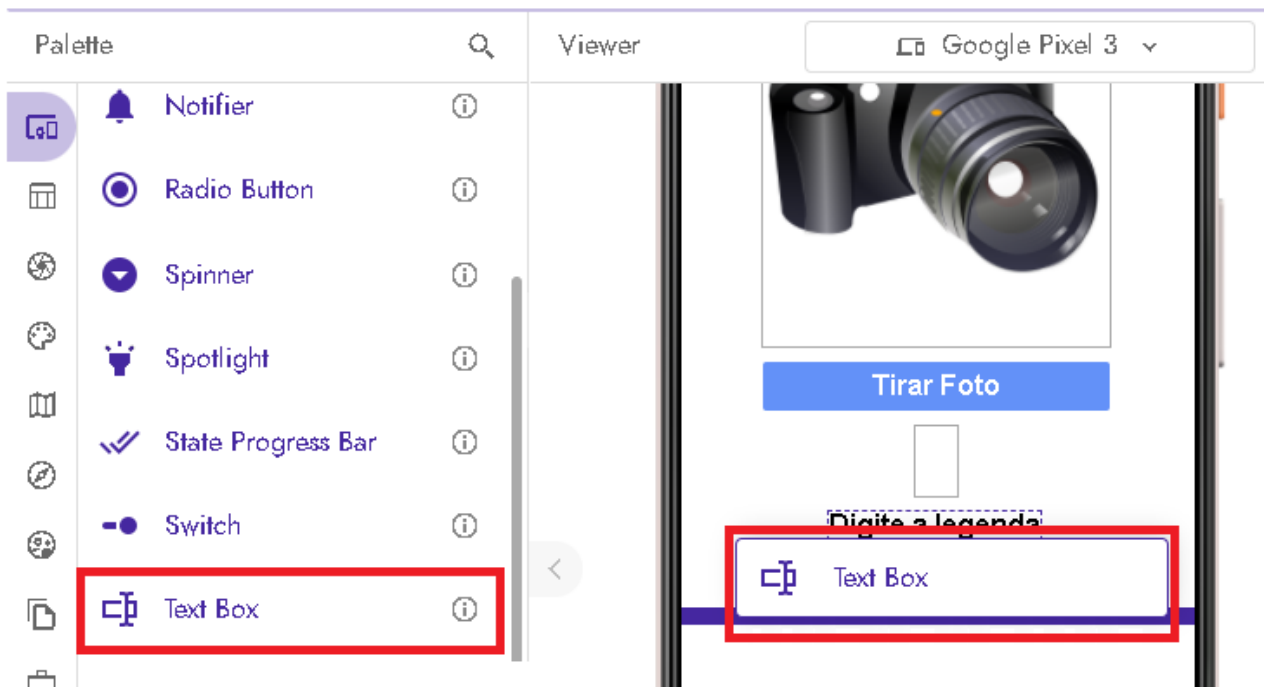 Palette
Notifier
Radio Button
Spinner
Spotlight
State Progress Bar
Switch
Text Box
Viewer
Google Pixel 3
Tirar Foto
Digite a legenda
Text Box